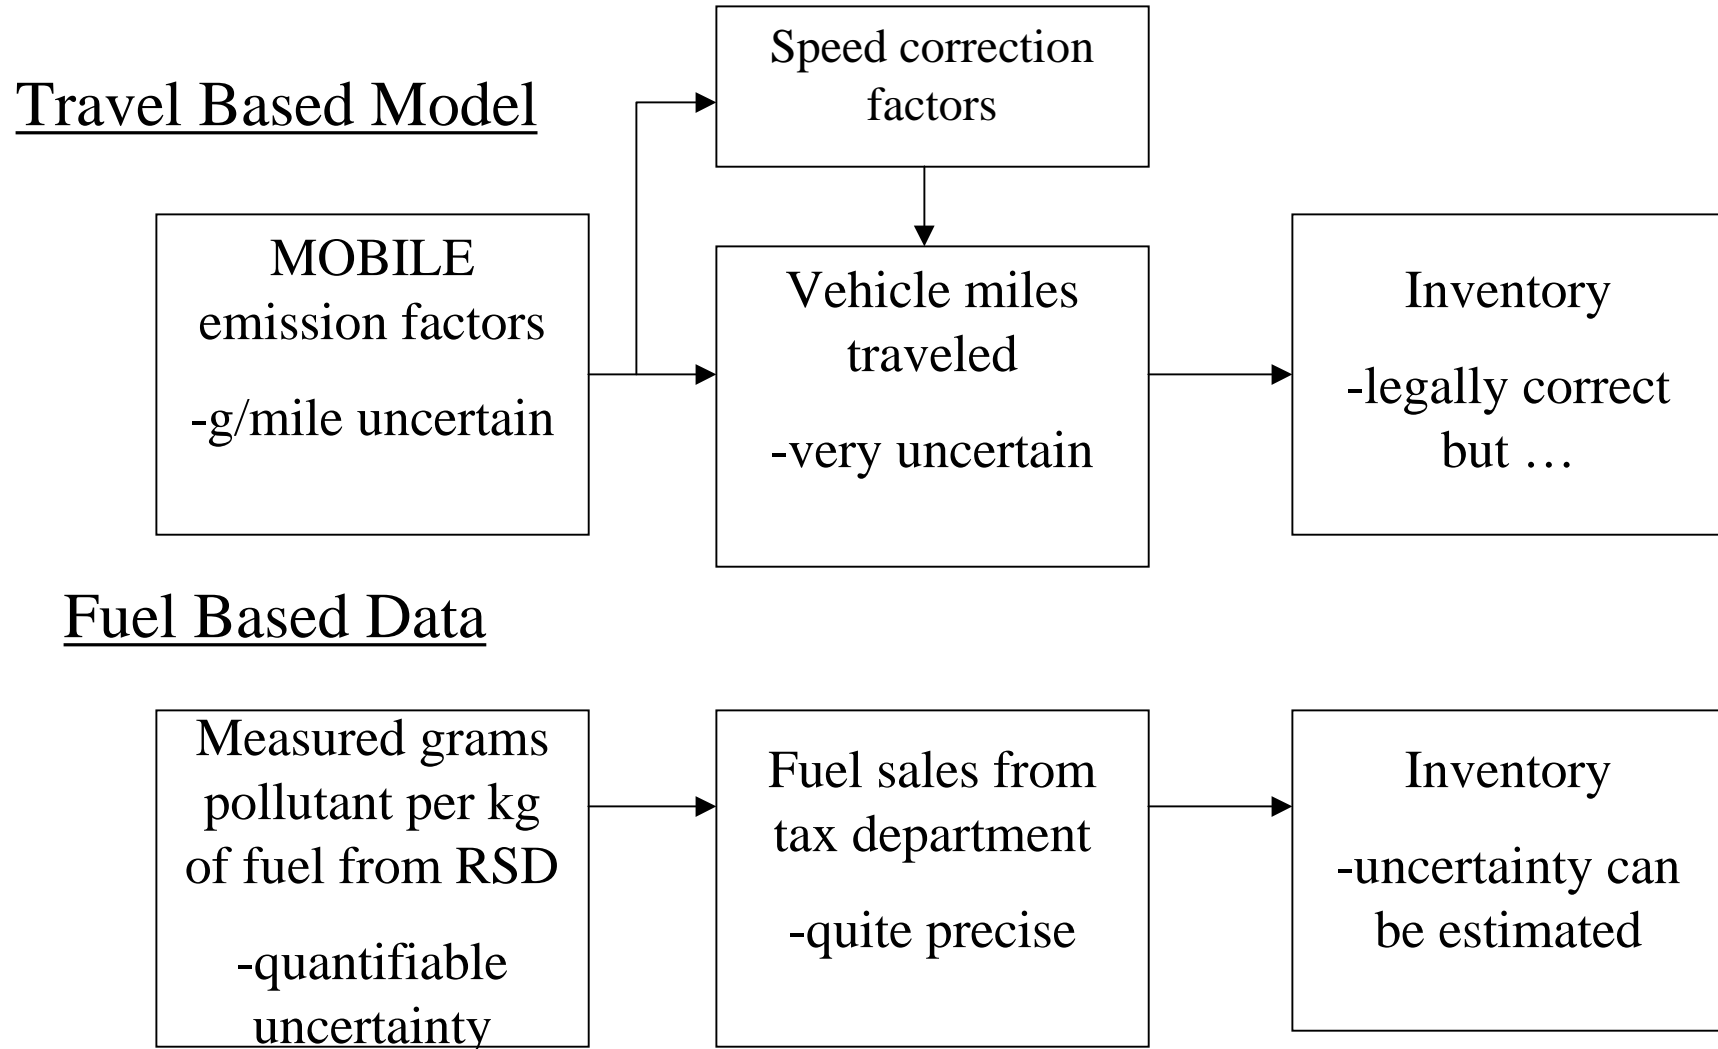 Travel Based Model
Speed correction
factors
MOBILE
emission factors
-g/mile uncertain
Vehicle miles
traveled
-very uncertain
Inventory
-legally correct
but …
Fuel Based Data
Measured grams
pollutant per kg
of fuel from RSD
-quantifiable
uncertainty
Fuel sales from
tax department
-quite precise
Inventory
-uncertainty can
be estimated